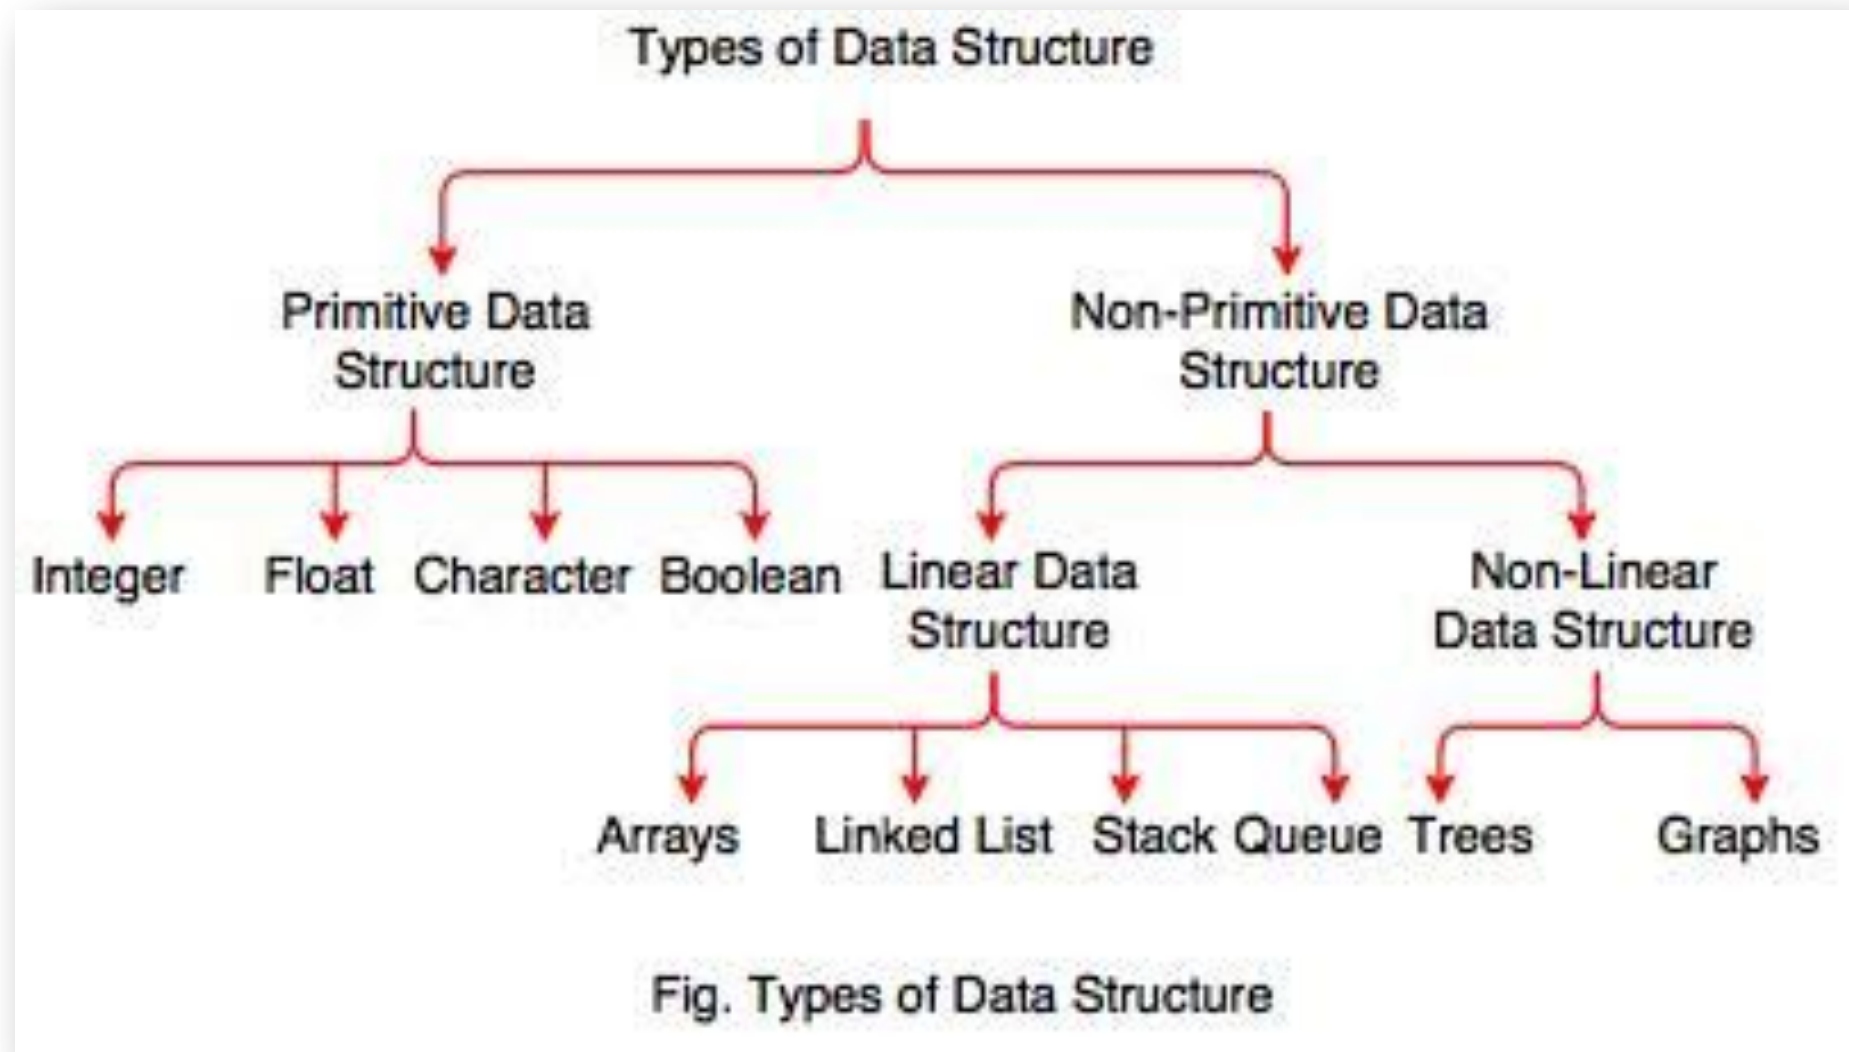 Types of Data Structure
Primitive Data
Structure
Non-Primitive Data
Structure
Integer
Float
Character
Boolean
Linear Data
Structure
Non-Linear
Data Structure
Arrays
Linked List
Stack
Queue
Trees
Graphs
Fig. Types of Data Structure